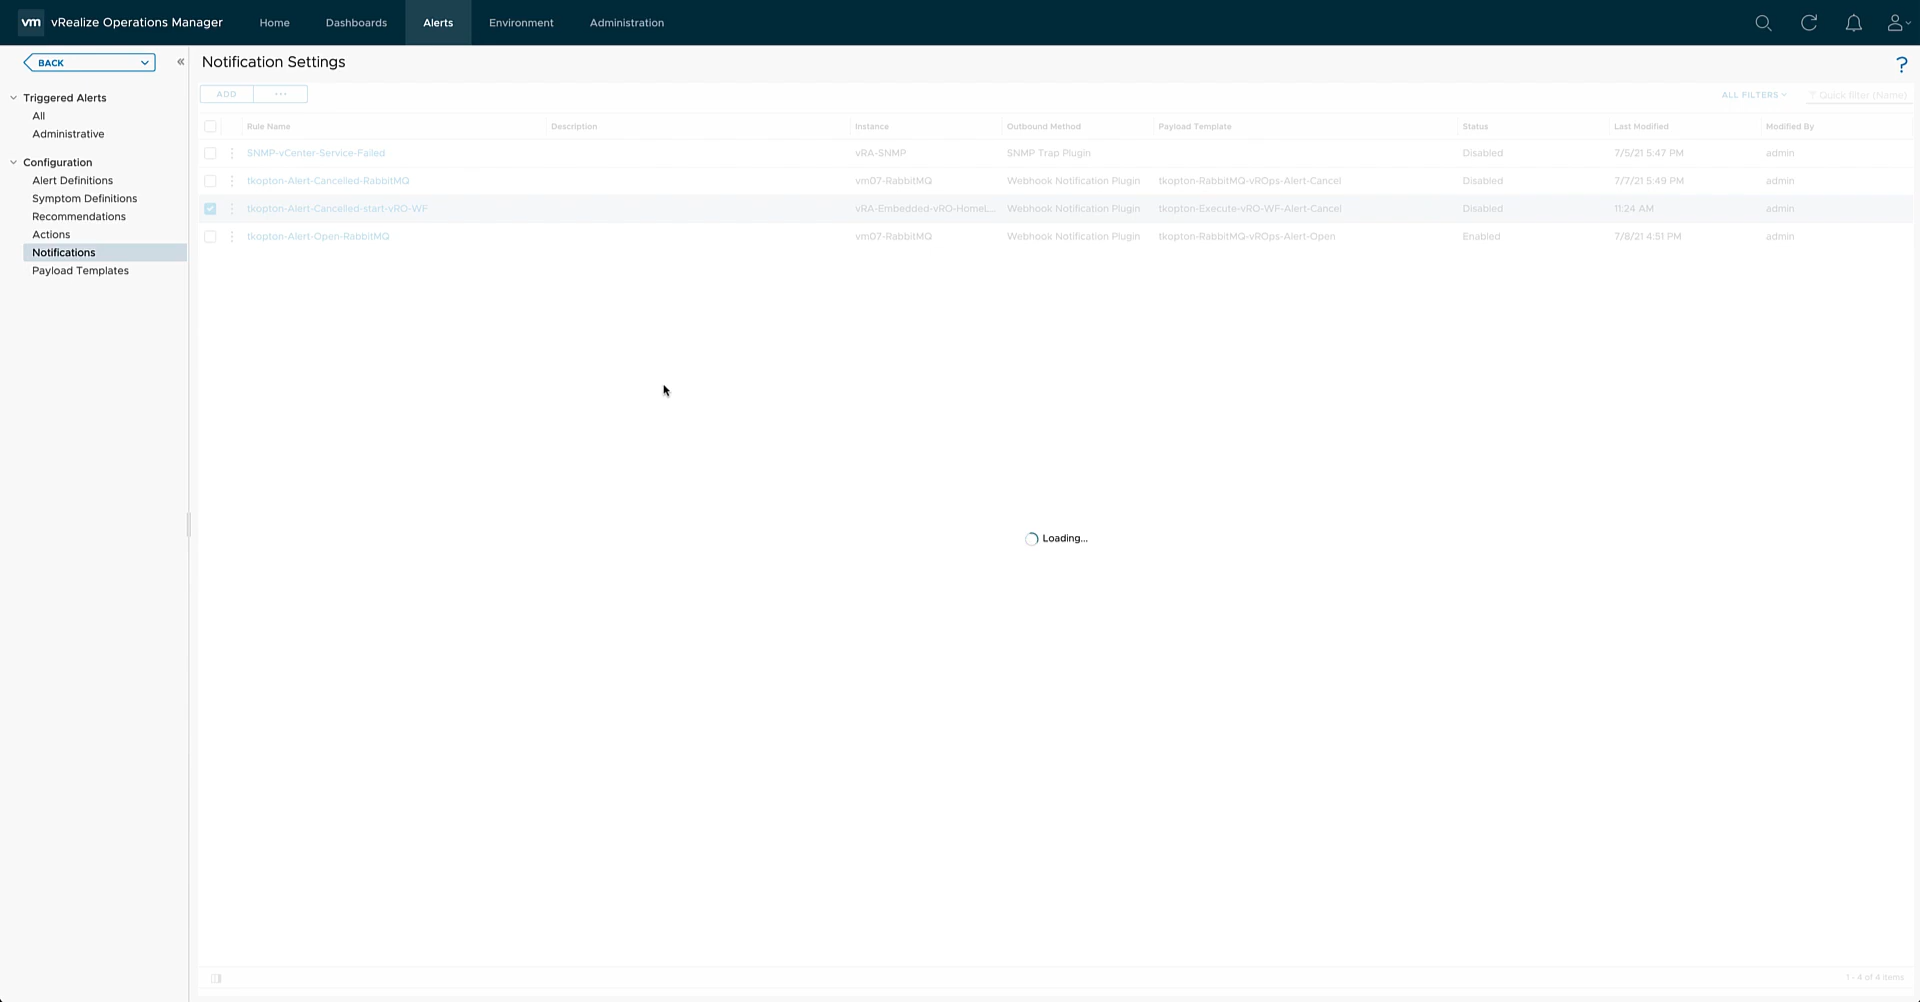 vm vRealize Operations Manager Home Dashboards Alerts Environment Administration
BACK
Notification Settings
?
Triggered Alerts
All
Administrative
Configuration
Alert Definitions
Symptom Definitions
Recommendations
Actions
Notifications
Payload Templates
ADD ... ALL FILTERS Quick filter (Name)
Rule Name Description Instance Outbound Method Payload Template Status Last Modified Modified By
SNMP-vCenter-Service-Failed vRA-SNMP SNMP Trap Plugin Disabled 7/5/21 5:47 PM admin
tkopton-Alert-Cancelled-RabbitMQ vm07-RabbitMQ Webhook Notification Plugin tkopton-RabbitMQ-vROps-Alert-Cancel Disabled 7/7/21 5:49 PM admin
tkopton-Alert-Cancelled-start-vRO-WF vRA-Embedded-vRO-HomeL... Webhook Notification Plugin tkopton-Execute-vRO-WF-Alert-Cancel Disabled 11:24 AM admin
tkopton-Alert-Open-RabbitMQ vm07-RabbitMQ Webhook Notification Plugin tkopton-RabbitMQ-vROps-Alert-Open Enabled 7/8/21 4:51 PM admin
Loading...
1 - 4 of 4 items